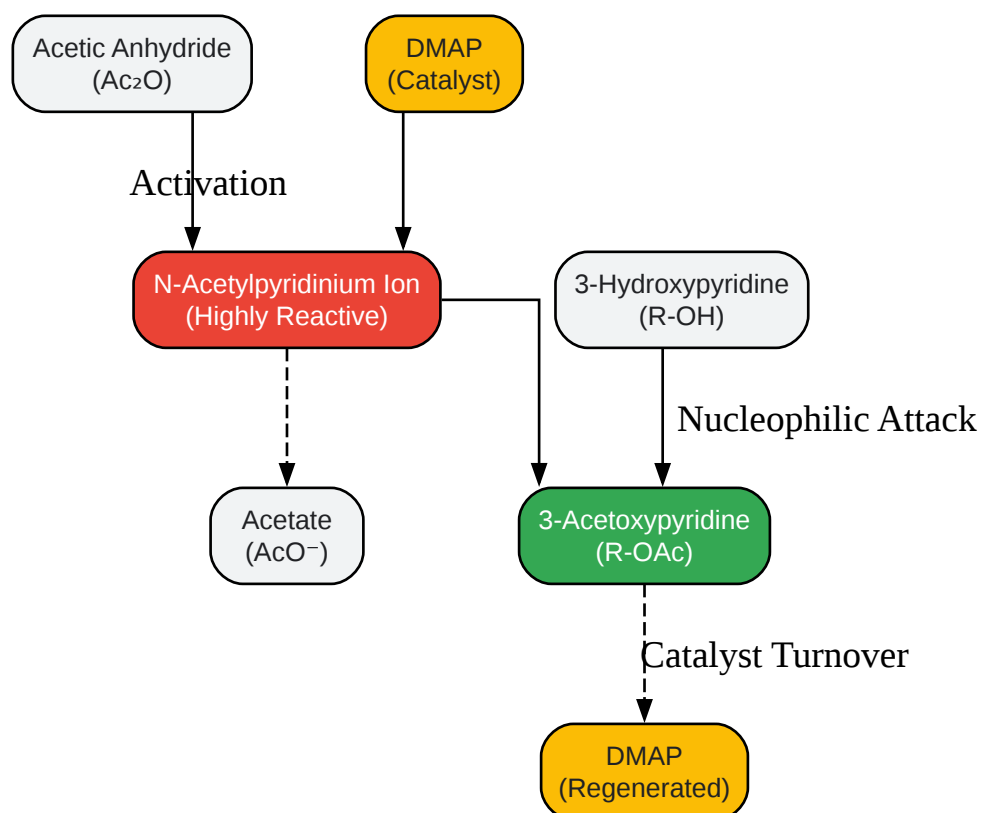 Acetic Anhydride
(Ac₂O)
DMAP
(Catalyst)
Activation
N-Acetylpyridinium Ion
(Highly Reactive)
3-Hydroxypyridine
(R-OH)
Nucleophilic Attack
Acetate
(AcO⁻)
3-Acetoxypyridine
(R-OAc)
Catalyst Turnover
DMAP
(Regenerated)